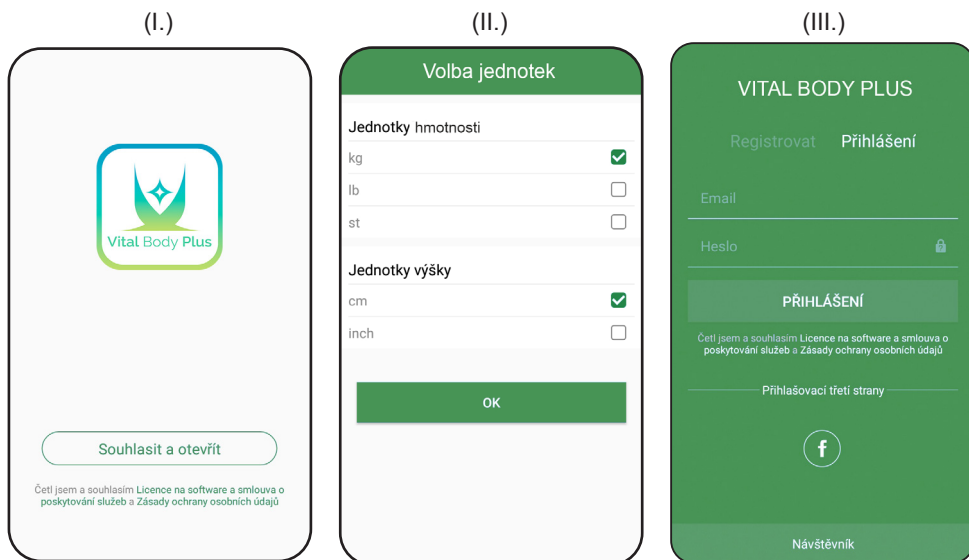 (I.)
Vital Body Plus
Souhlasit a otevřít
Četl jsem a souhlasím Licence na software a smlouva o
poskytování služeb a Zásady ochrany osobních údajů
(II.)
Volba jednotek
Jednotky hmotnosti
kg
lb
st
Jednotky výšky
cm
inch
OK
(III.)
VITAL BODY PLUS
Registrovat Přihlášení
Email
Heslo
PŘIHLÁŠENÍ
Četl jsem a souhlasím Licence na software a smlouva o
poskytování služeb a Zásady ochrany osobních údajů
Přihlašovací třetí strany
f
Návštěvník